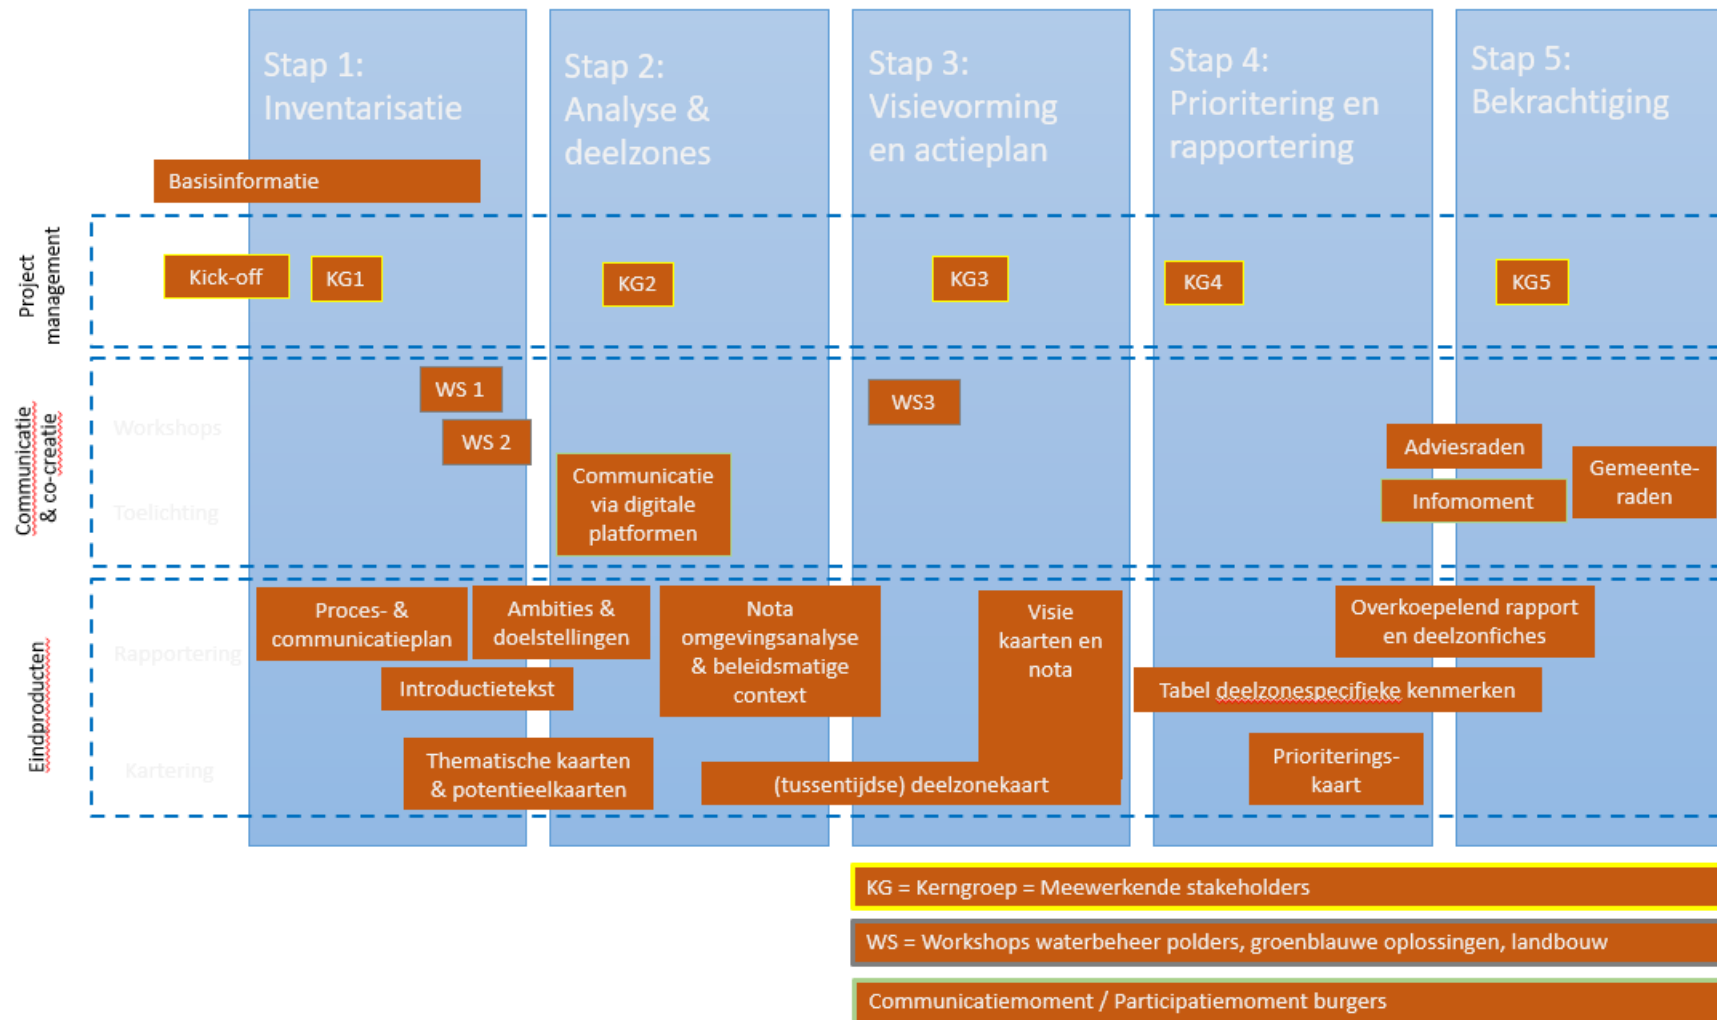 Stap 1:
Inventarisatie
Stap 2:
Analyse &
deelzones
Stap 3:
Visievorming
en actieplan
Stap 4:
Prioritering en
rapportering
Stap 5:
Bekrachtiging
Basisinformatie
Project
management
Kick-off
KG1
KG2
KG3
KG4
KG5
Communicatie
& co-creatie
Workshops
Toelichting
WS 1
WS 2
Communicatie
via digitale
platformen
WS3
Adviesraden
Infomoment
Gemeente-
raden
Eindproducten
Rapportering
Kartering
Proces- &
communicatieplan
Ambities &
doelstellingen
Introductietekst
Nota
omgevingsanalyse
& beleidsmatige
context
Visie
kaarten en
nota
Overkoepelend rapport
en deelzonfiches
Tabel deelzonespecifieke kenmerken
Thematische kaarten
& potentieelkaarten
(tussentijdse) deelzonekaart
Prioriterings-
kaart
KG = Kerngroep = Meewerkende stakeholders
WS = Workshops waterbeheer polders, groenblauwe oplossingen, landbouw
Communicatiemoment / Participatiemoment burgers